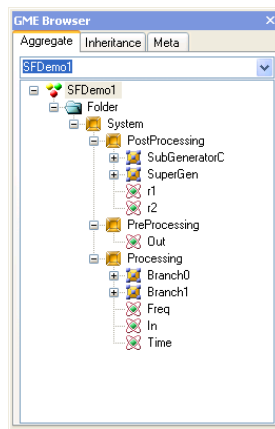 GME Browser
Aggregate Inheritance Meta
SFDemo1
SFDemo1
Folder
System
PostProcessing
SubGeneratorC
SuperGen
r1
r2
PreProcessing
Out
Processing
Branch0
Branch1
Freq
In
Time